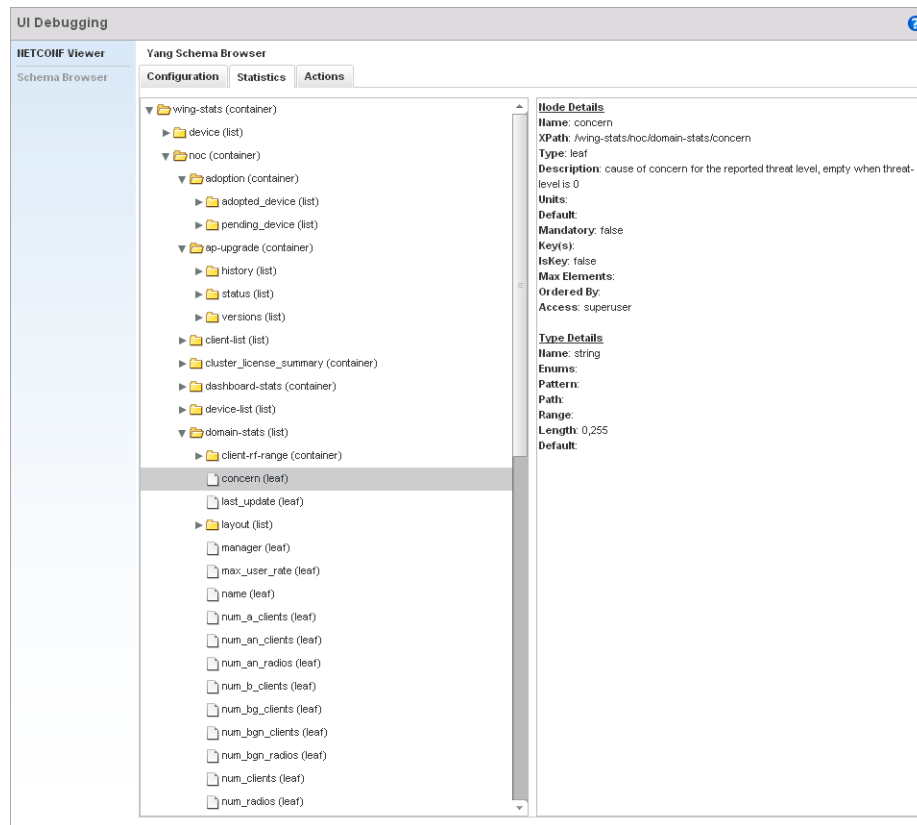 UI Debugging
?
NETCONF Viewer
Schema Browser
Yang Schema Browser
Configuration
Statistics
Actions
wing-stats (container)
device (list)
noc (container)
adoption (container)
adopted_device (list)
pending_device (list)
ap-upgrade (container)
history (list)
status (list)
versions (list)
client-list (list)
cluster_license_summary (container)
dashboard-stats (container)
device-list (list)
domain-stats (list)
client-rf-range (container)
concern (leaf)
last_update (leaf)
layout (list)
manager (leaf)
max_user_rate (leaf)
name (leaf)
num_a_clients (leaf)
num_an_clients (leaf)
num_an_radios (leaf)
num_b_clients (leaf)
num_bg_clients (leaf)
num_bgn_clients (leaf)
num_bgn_radios (leaf)
num_clients (leaf)
num_radios (leaf)
Node Details
Name: concern
XPath: /wing-stats/noc/domain-stats/concern
Type: leaf
Description: cause of concern for the reported threat level, empty when threat-
level is 0
Units:
Default:
Mandatory: false
Key(s):
IsKey: false
Max Elements:
Ordered By:
Access: superuser
Type Details
Name: string
Enums:
Pattern:
Path:
Range:
Length: 0,255
Default: